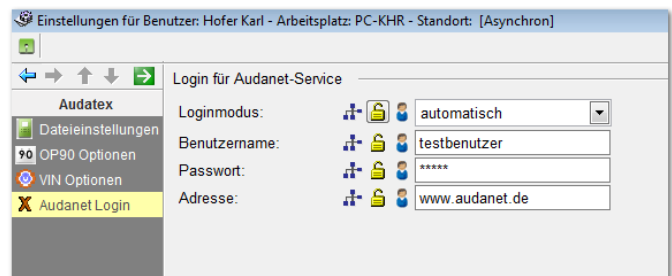 Einstellungen für Benutzer: Hofer Karl - Arbeitsplatz: PC-KHR - Standort: [Asynchron]
Audatex
Dateieinstellungen
90 OP90 Optionen
VIN Optionen
X Audanet Login
Login für Audanet-Service
Loginmodus: automatisch
Benutzername: testbenutzer
Passwort: *****
Adresse: www.audanet.de